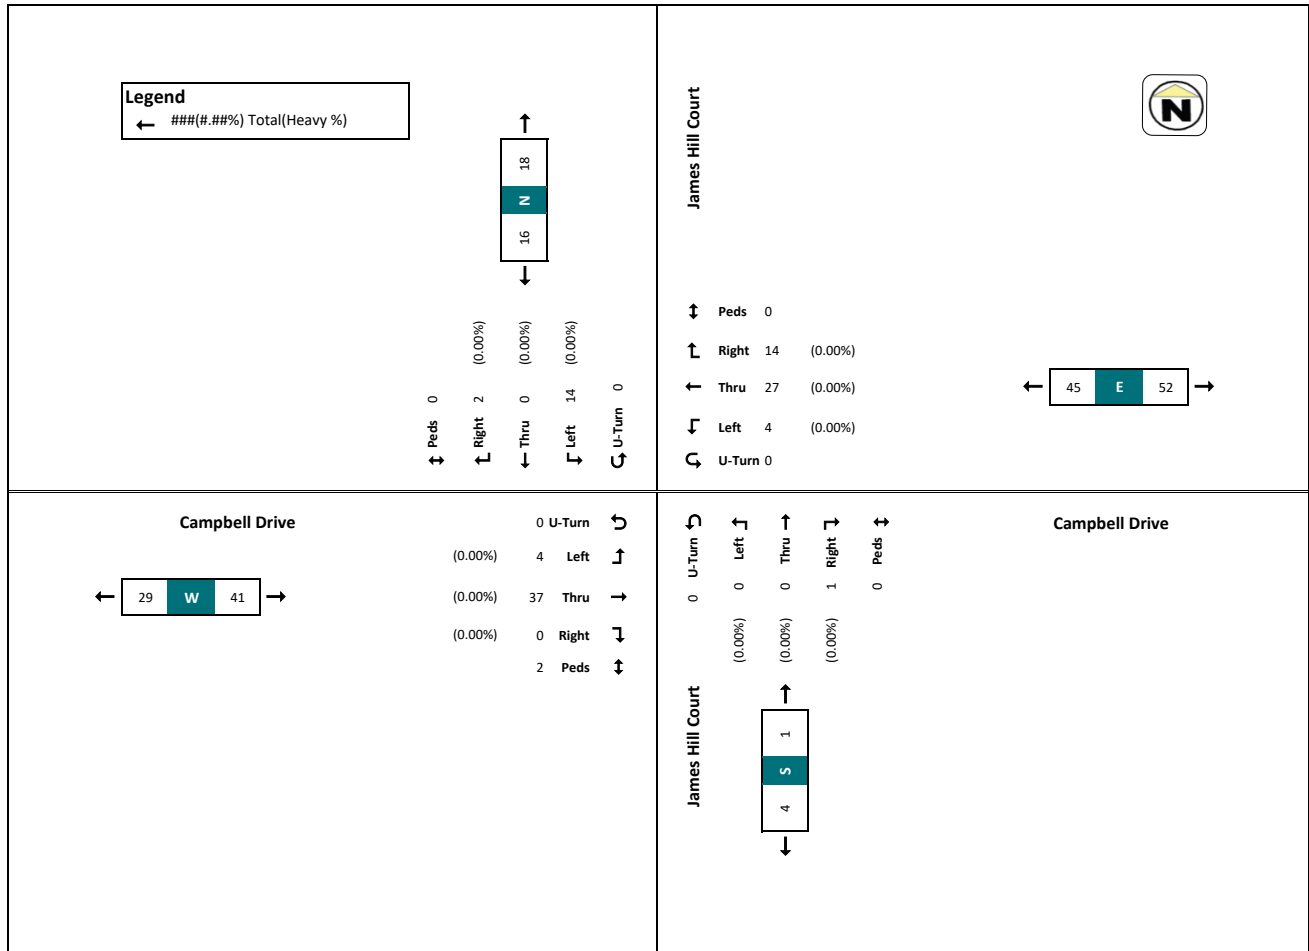 Legend
← ###(#.##%) Total(Heavy %)
18
N
16
Peds 0
Right 2 (0.00%)
Thru 0 (0.00%)
Left 14 (0.00%)
U-Turn 0
James Hill Court
N
Peds 0
Right 14 (0.00%)
Thru 27 (0.00%)
Left 4 (0.00%)
U-Turn 0
45 E 52
Campbell Drive
0 U-Turn
(0.00%) 4 Left
(0.00%) 37 Thru
(0.00%) 0 Right
2 Peds
29 W 41
0 U-Turn
(0.00%) 0 Left
(0.00%) 0 Thru
(0.00%) 1 Right
0 Peds
James Hill Court
1
S
4
Campbell Drive